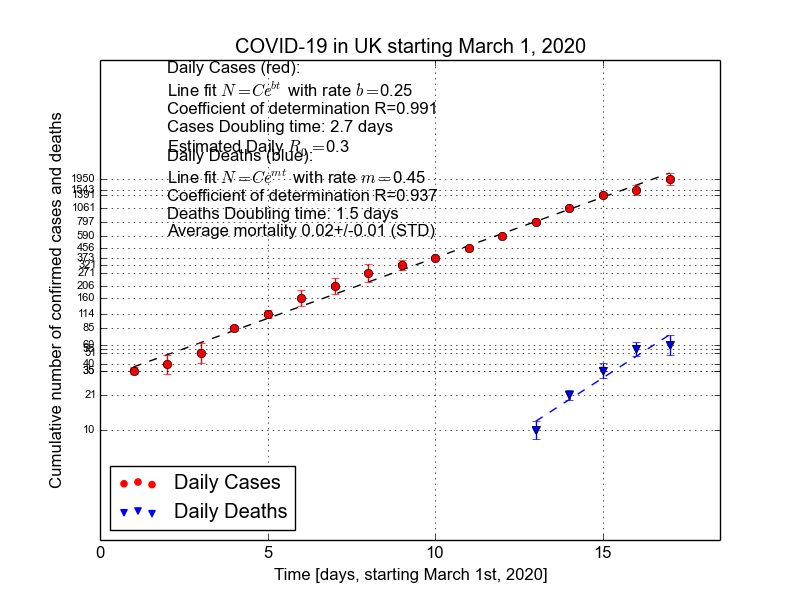 COVID-19 in UK starting March 1, 2020
Daily Cases (red):
Line fit N=Ce^{bt} with rate b=0.25
Coefficient of determination R=0.991
Cases Doubling time: 2.7 days
Estimated Daily R_0=0.3
Daily Deaths (blue):
Line fit N=Ce^{mt} with rate m=0.45
Coefficient of determination R=0.937
Deaths Doubling time: 1.5 days
Average mortality 0.02+/-0.01 (STD)
Cumulative number of confirmed cases and deaths
1950
1543
1391
1061
797
590
456
373
321
271
206
160
114
85
51
40
35
21
10
Daily Cases
Daily Deaths
0 5 10 15
Time [days, starting March 1st, 2020]